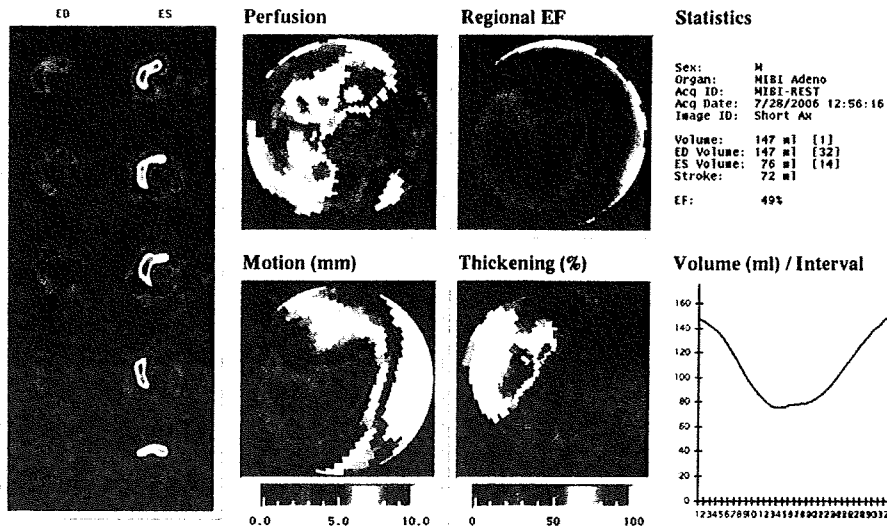 ED ES
Perfusion
Regional EF
Statistics
Sex: M
Organ: MIBI Adeno
Acq ID: MIBI-REST
Acq Date: 7/28/2006 12:56:16
Image ID: Short Ax
Volume: 147 ml [1]
ED Volume: 147 ml [32]
ES Volume: 76 ml [14]
Stroke: 72 ml
EF: 49%
Motion (mm)
Thickening (%)
Volume (ml) / Interval
160
140
120
100
80
60
40
20
0
0.0 10.0
0 50 100